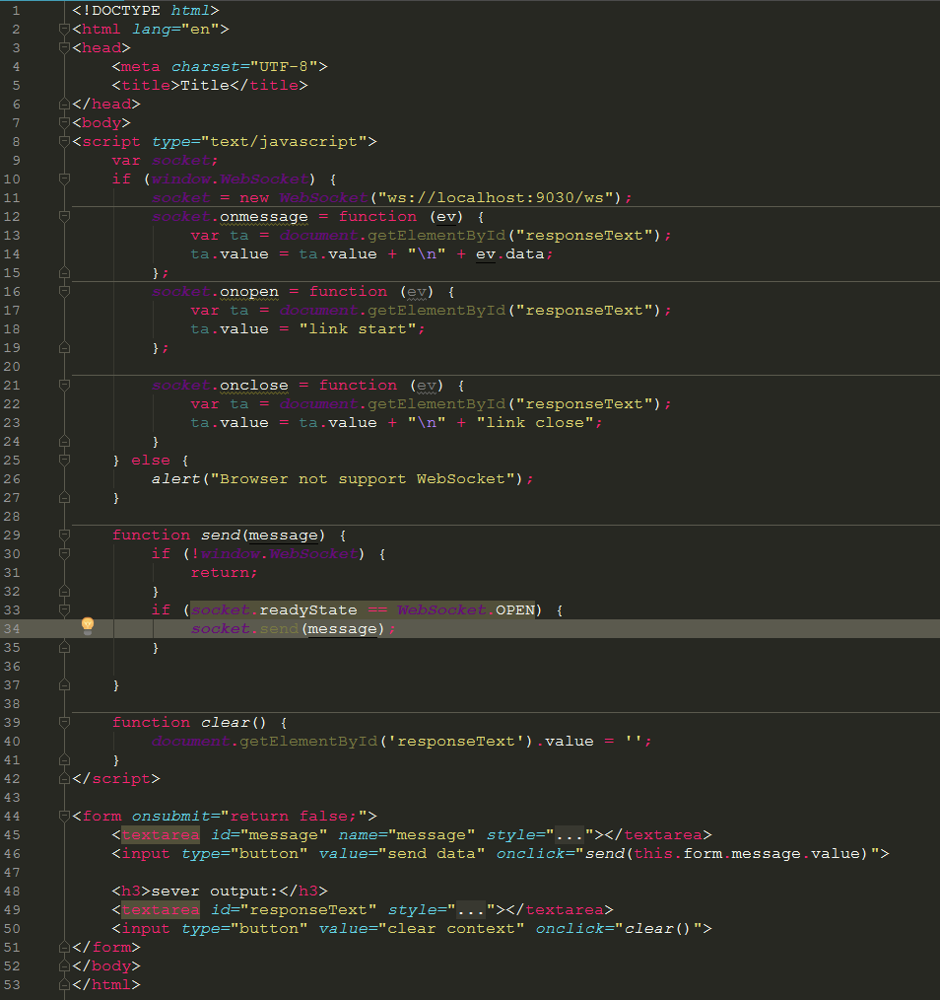 1 <!DOCTYPE html>
2 <html lang="en">
3 <head>
4     <meta charset="UTF-8">
5     <title>Title</title>
6 </head>
7 <body>
8 <script type="text/javascript">
9     var socket;
10     if (window.WebSocket) {
11         socket = new WebSocket("ws://localhost:9030/ws");
12         socket.onmessage = function (ev) {
13             var ta = document.getElementById("responseText");
14             ta.value = ta.value + "\n" + ev.data;
15         };
16         socket.onopen = function (ev) {
17             var ta = document.getElementById("responseText");
18             ta.value = "link start";
19         };
20
21         socket.onclose = function (ev) {
22             var ta = document.getElementById("responseText");
23             ta.value = ta.value + "\n" + "link close";
24         }
25     } else {
26         alert("Browser not support WebSocket");
27     }
28
29     function send(message) {
30         if (!window.WebSocket) {
31             return;
32         }
33         if (socket.readyState == WebSocket.OPEN) {
34             socket.send(message);
35         }
36
37     }
38
39     function clear() {
40         document.getElementById('responseText').value = '';
41     }
42 </script>
43
44 <form onsubmit="return false;">
45     <textarea id="message" name="message" style="..."></textarea>
46     <input type="button" value="send data" onclick="send(this.form.message.value)">
47
48     <h3>sever output:</h3>
49     <textarea id="responseText" style="..."></textarea>
50     <input type="button" value="clear context" onclick="clear()">
51 </form>
52 </body>
53 </html>